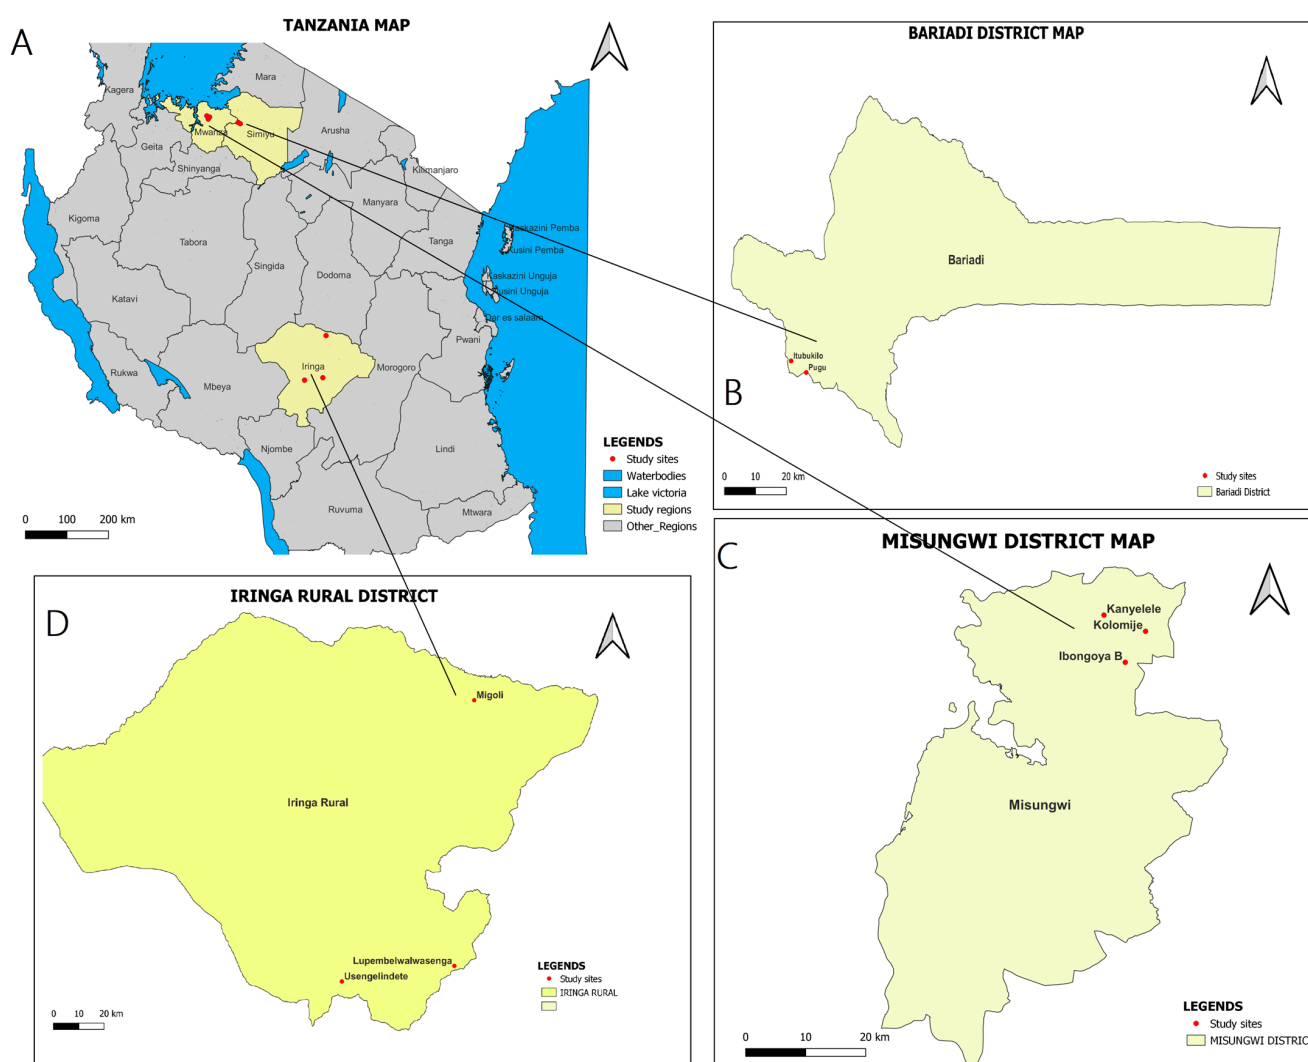 A
TANZANIA MAP
Kagera
Mara
Mwanza
Simiyu
Arusha
Geita
Shinyanga
Kilimanjaro
Kigoma
Manyara
Tabora
Singida
Dodoma
Tanga
Kaskazini Pemba
Kusini Pemba
Kaskazini Unguja
Kusini Unguja
Katavi
Dar es salaam
Pwani
Iringa
Morogoro
Rukwa
Mbeya
Njombe
Lindi
Ruvuma
Mtwara
LEGENDS
Study sites
Waterbodies
Lake victoria
Study regions
Other_Regions
0 100 200 km
BARIADI DISTRICT MAP
Bariadi
Itubukilo
Pugu
B
0 10 20 km
Study sites
Bariadi District
C
MISUNGWI DISTRICT MAP
Kanyelele
Kolomije
Ibongoya B
Misungwi
LEGENDS
Study sites
MISUNGWI DISTRICT
0 10 20 km
D
IRINGA RURAL DISTRICT
Migoli
Iringa Rural
Lupembelwalwasenga
Usengelindete
LEGENDS
Study sites
IRINGA RURAL
0 10 20 km